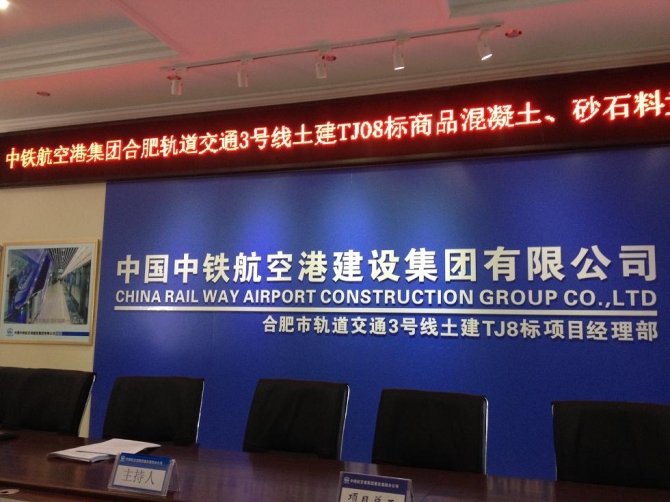 中铁航空港集团合肥轨道交通3号线土建TJ08标商品混凝土、砂石料
中国中铁航空港建设集团有限公司
CHINA RAIL WAY AIRPORT CONSTRUCTION GROUP CO.,LTD
合肥市轨道交通3号线土建TJ8标项目经理部
主持人